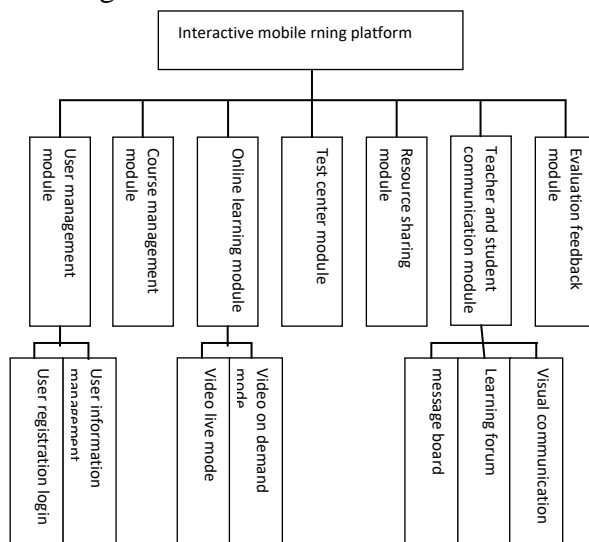 Interactive mobile rning platform
User management
module
Course management
module
Online learning module
Test center module
Resource sharing
module
Teacher and student
communication module
Evaluation feedback
module
User registration login
User information
management
Video live mode
Video on demand
mode
message board
Learning forum
Visual communication